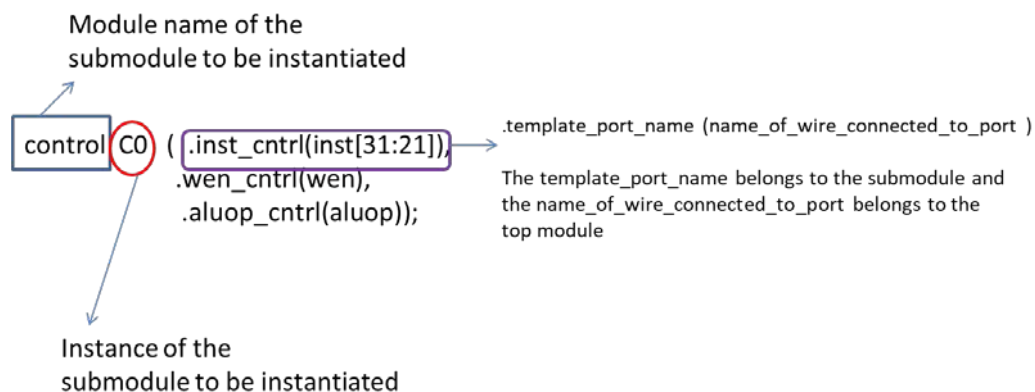 Module name of the
submodule to be instantiated
control C0 ( .inst_cntrl(inst[31:21]),
.wen_cntrl(wen),
.aluop_cntrl(aluop));
.template_port_name (name_of_wire_connected_to_port )
The template_port_name belongs to the submodule and
the name_of_wire_connected_to_port belongs to the
top module
Instance of the
submodule to be instantiated